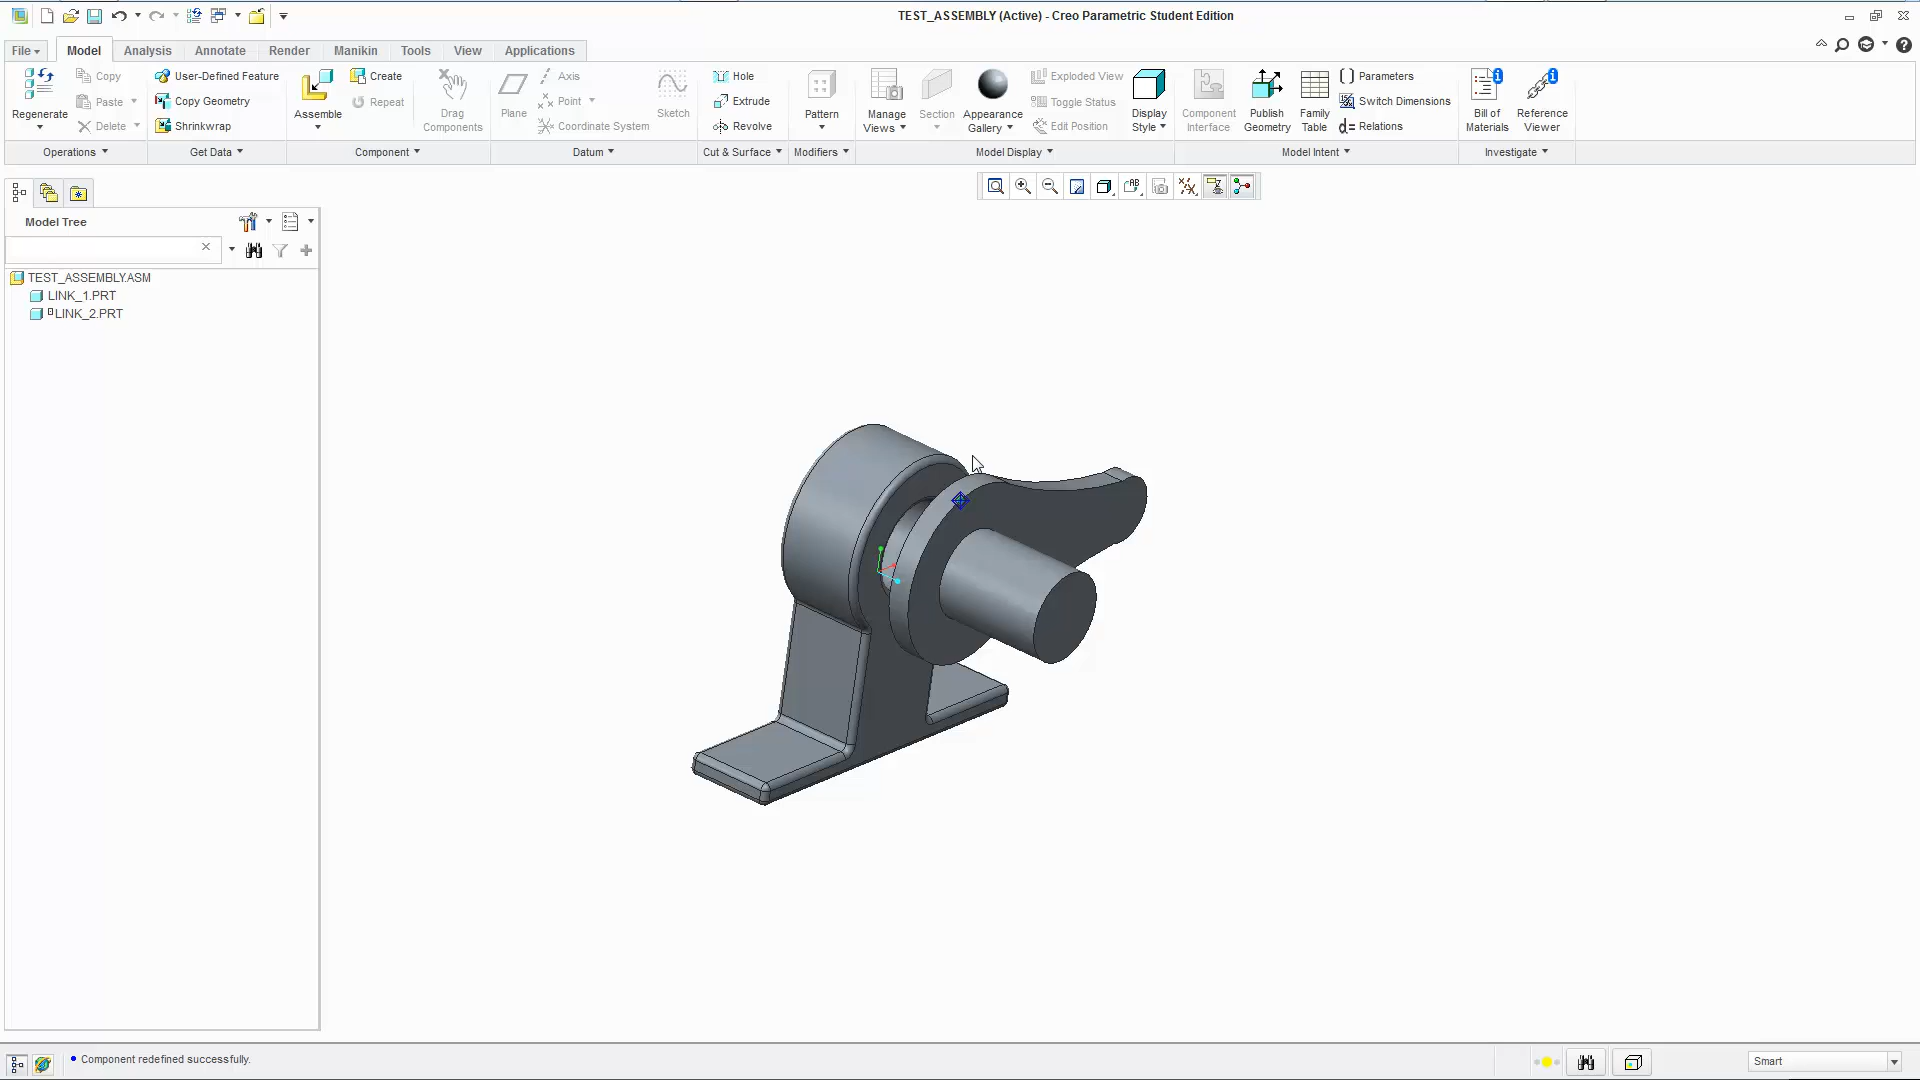 TEST_ASSEMBLY (Active) - Creo Parametric Student Edition
File Model Analysis Annotate Render Manikin Tools View Applications
Regenerate
Copy
Paste
Delete
Operations
User-Defined Feature
Copy Geometry
Shrinkwrap
Get Data
Assemble
Create
Repeat
Drag
Components
Component
Plane
Axis
Point
Coordinate System
Sketch
Datum
Hole
Extrude
Revolve
Cut & Surface
Pattern
Modifiers
Manage
Views
Section
Appearance
Gallery
Exploded View
Toggle Status
Edit Position
Display
Style
Model Display
Component
Interface
Publish
Geometry
Family
Table
Parameters
Switch Dimensions
Relations
Model Intent
Bill of
Materials
Reference
Viewer
Investigate
Model Tree
TEST_ASSEMBLY.ASM
LINK_1.PRT
LINK_2.PRT
Component redefined successfully.
Smart